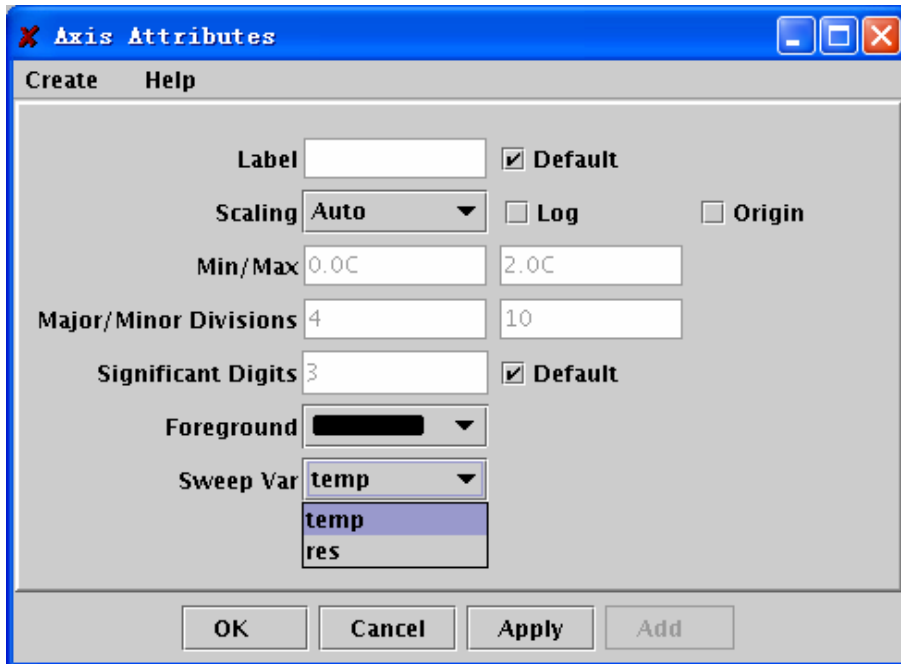 Axis Attributes
Create Help
Label Default
Scaling Auto Log Origin
Min/Max 0.0C 2.0C
Major/Minor Divisions 4 10
Significant Digits 3 Default
Foreground
Sweep Var temp
temp
res
OK Cancel Apply Add